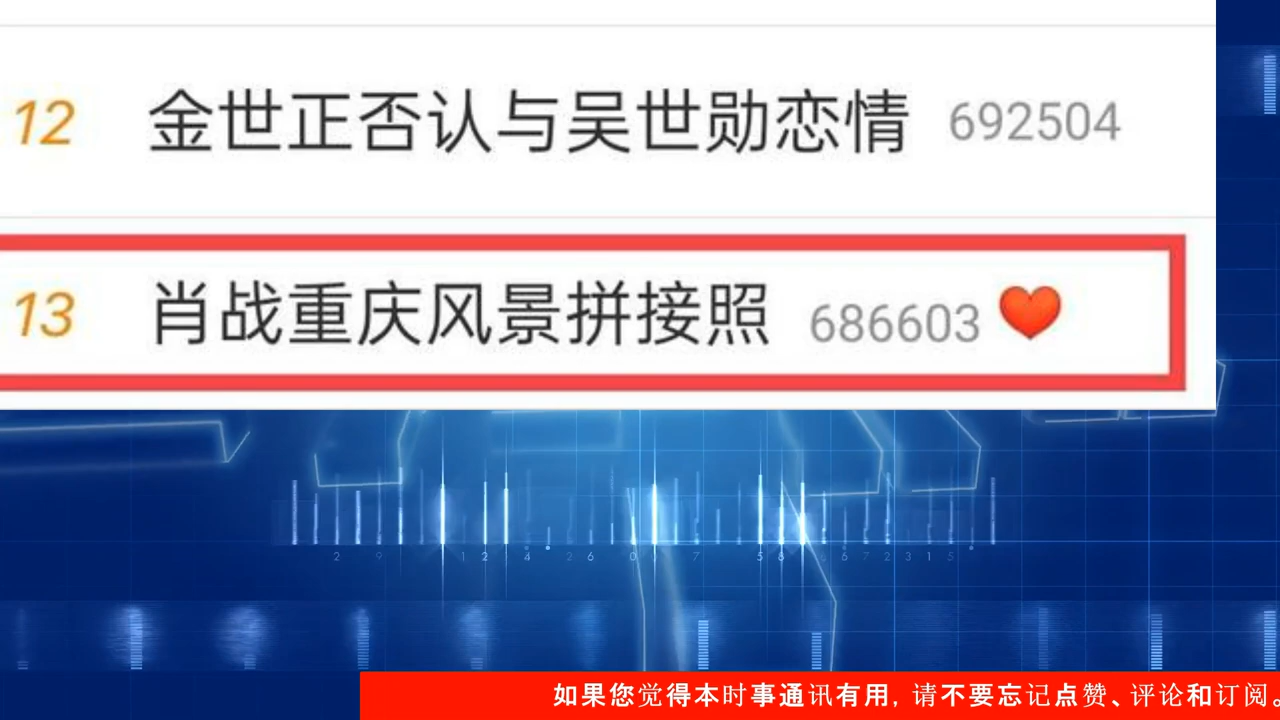 12 金世正否认与吴世勋恋情 692504
13 肖战重庆风景拼接照 686603 ❤️
如果您觉得本时事通讯有用，请不要忘记点赞、评论和订阅。